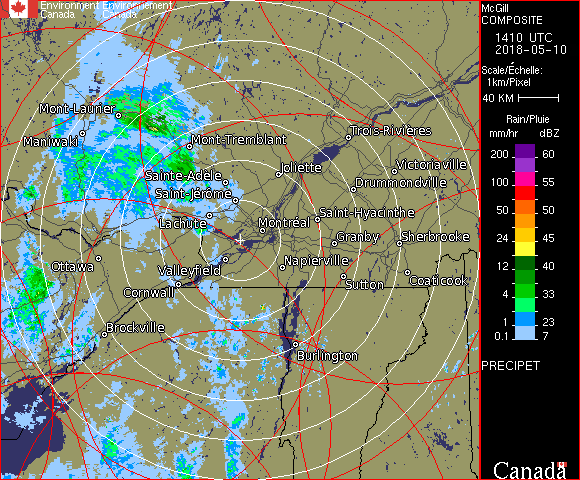 Environment Environnement
Canada Canada
McGill
COMPOSITE
1410 UTC
2018-05-10
Scale/Échelle:
1km/Pixel
40 KM
Rain/Pluie
mm/hr dBZ
200 60
100 55
50 50
24 45
12 40
4 33
1 23
0.1 7
PRECIPET
Canada
Mont-Laurier
Maniwaki
Mont-Tremblant
Trois-Rivières
Sainte-Adèle
Joliette
Victoriaville
Saint-Jérôme
Drummondville
Lachute
Montréal
Saint-Hyacinthe
Granby
Sherbrooke
Ottawa
Valleyfield
Napierville
Cornwall
Sutton
Coaticook
Brockville
Burlington